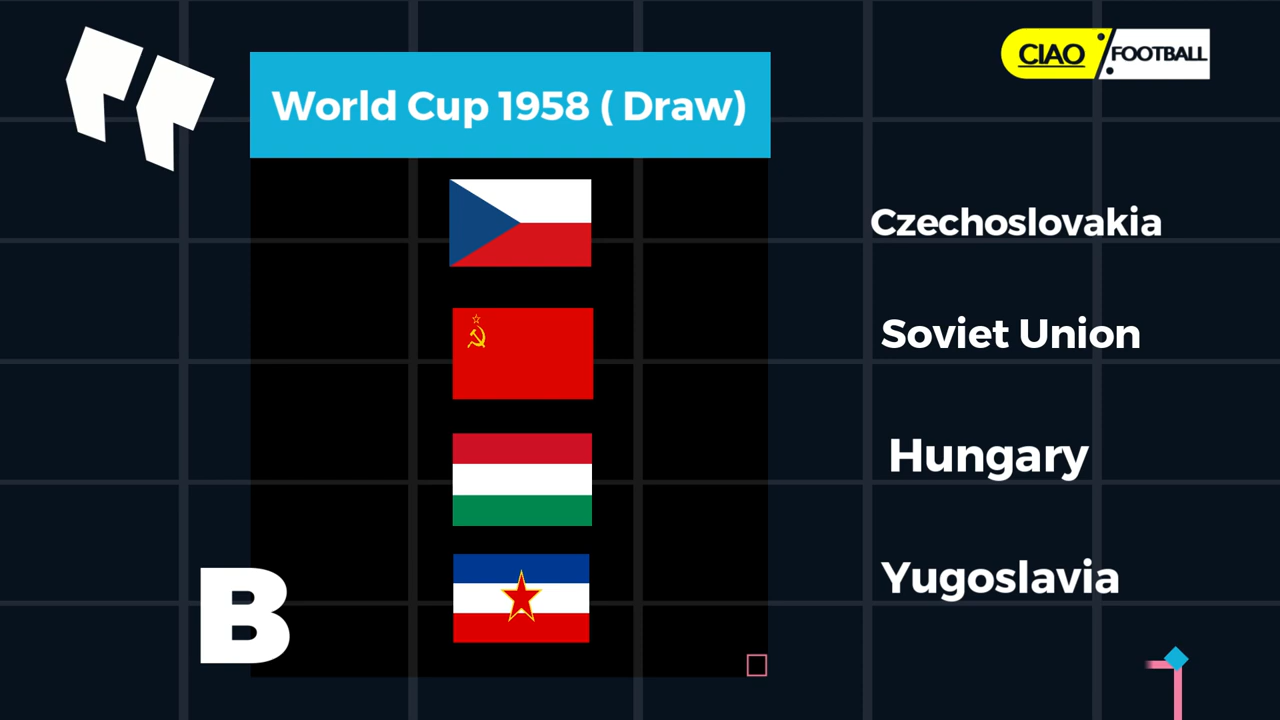 CIAO FOOTBALL
World Cup 1958 ( Draw)
Czechoslovakia
Soviet Union
Hungary
Yugoslavia
B